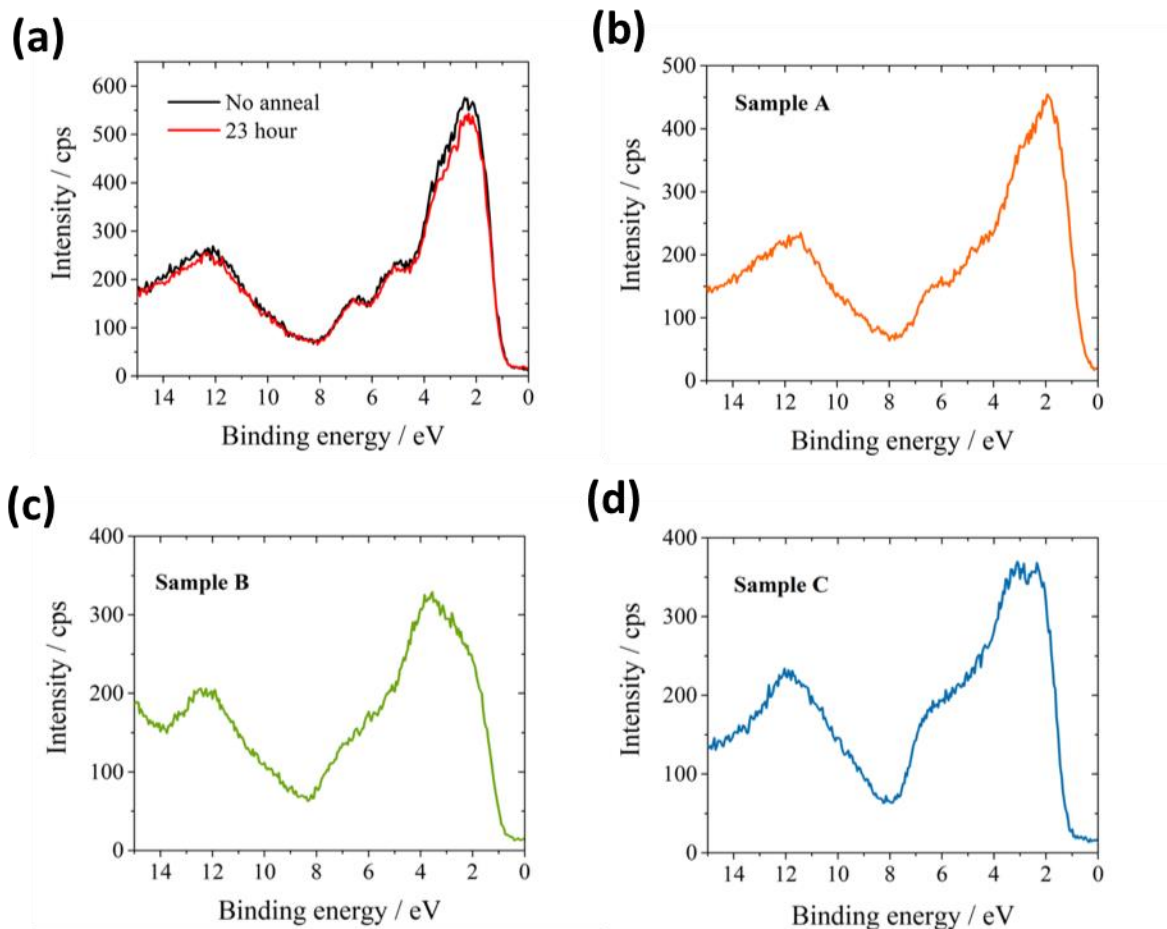 (a)
No anneal
23 hour
Intensity / cps
600
500
400
300
200
100
0
14 12 10 8 6 4 2 0
Binding energy / eV
(b)
Sample A
Intensity / cps
500
400
300
200
100
0
14 12 10 8 6 4 2 0
Binding energy / eV
(c)
Sample B
Intensity / cps
400
300
200
100
0
14 12 10 8 6 4 2 0
Binding energy / eV
(d)
Sample C
Intensity / cps
400
300
200
100
0
14 12 10 8 6 4 2 0
Binding energy / eV